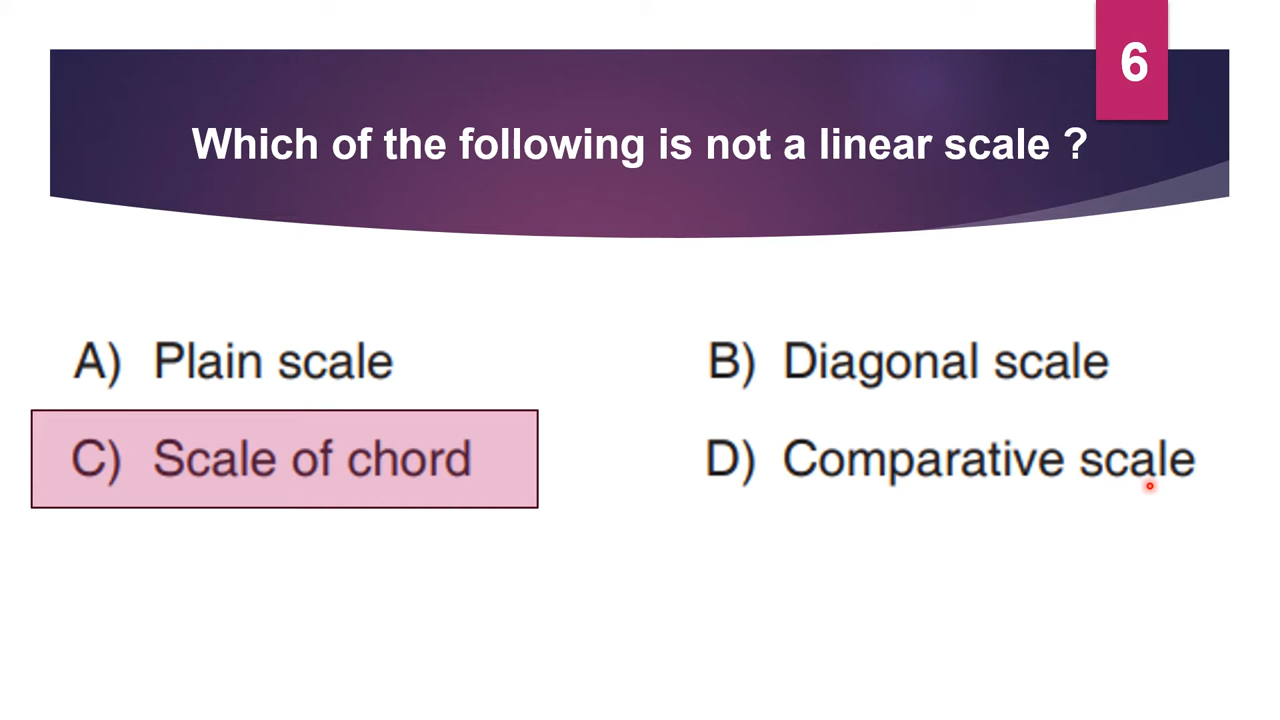 6
Which of the following is not a linear scale ?
A) Plain scale
B) Diagonal scale
C) Scale of chord
D) Comparative scale